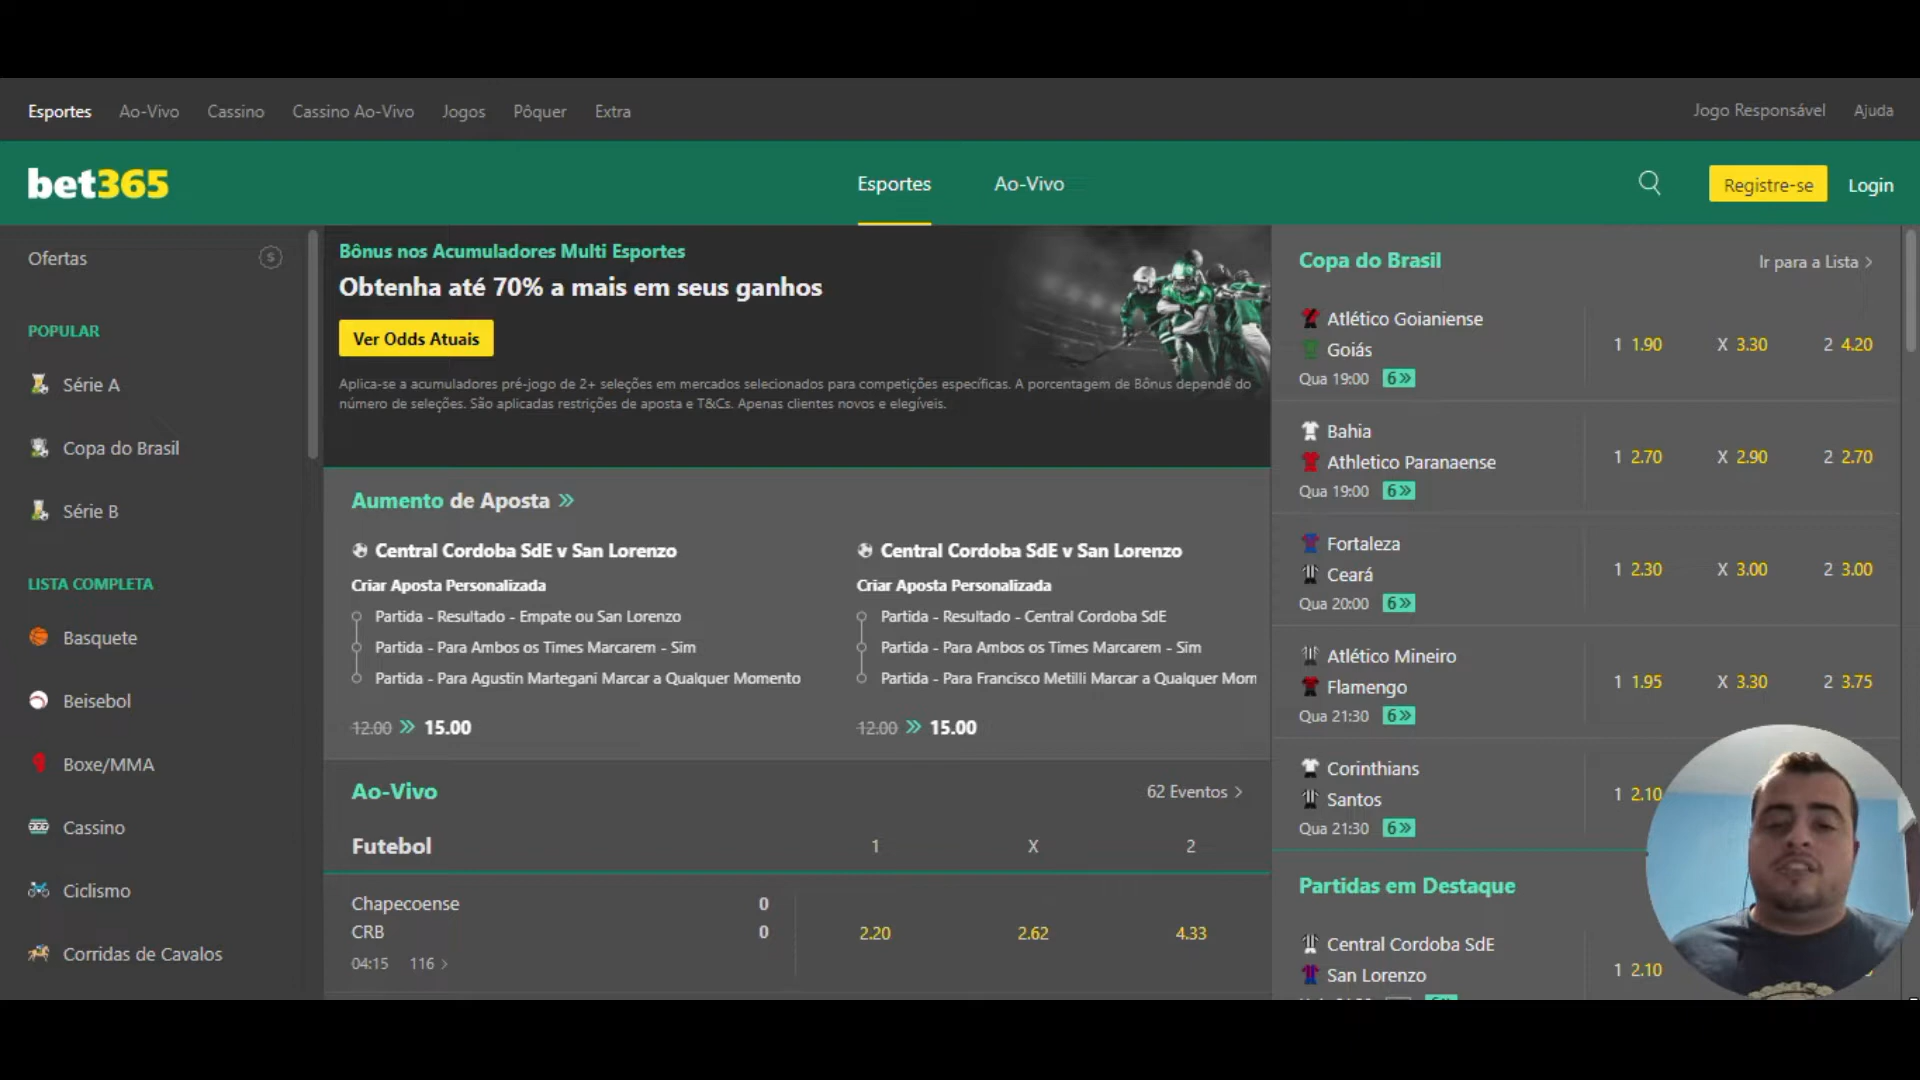 Esportes Ao-Vivo Cassino Cassino Ao-Vivo Jogos Pôquer Extra Jogo Responsável Ajuda
bet365 Esportes Ao-Vivo Registre-se Login
Ofertas
POPULAR
Série A
Copa do Brasil
Série B
LISTA COMPLETA
Basquete
Beisebol
Boxe/MMA
Cassino
Ciclismo
Corridas de Cavalos
Bônus nos Acumuladores Multi Esportes
Obtenha até 70% a mais em seus ganhos
Ver Odds Atuais
Aplica-se a acumuladores pré-jogo de 2+ seleções em mercados selecionados para competições específicas. A porcentagem de Bônus depende do
número de seleções. São aplicadas restrições de aposta e T&Cs. Apenas clientes novos e elegíveis.
Aumento de Aposta »
Central Cordoba SdE v San Lorenzo
Criar Aposta Personalizada
Partida - Resultado - Empate ou San Lorenzo
Partida - Para Ambos os Times Marcarem - Sim
Partida - Para Agustin Martegani Marcar a Qualquer Momento
12.00 » 15.00
Central Cordoba SdE v San Lorenzo
Criar Aposta Personalizada
Partida - Resultado - Central Cordoba SdE
Partida - Para Ambos os Times Marcarem - Sim
Partida - Para Francisco Metilli Marcar a Qualquer Mom
12.00 » 15.00
Ao-Vivo 62 Eventos >
Futebol 1 X 2
Chapecoense 0
CRB 0
2.20 2.62 4.33
04:15 116 >
Copa do Brasil Ir para a Lista >
Atlético Goianiense
Goiás
1 1.90 X 3.30 2 4.20
Qua 19:00 6»
Bahia
Athletico Paranaense
1 2.70 X 2.90 2 2.70
Qua 19:00 6»
Fortaleza
Ceará
1 2.30 X 3.00 2 3.00
Qua 20:00 6»
Atlético Mineiro
Flamengo
1 1.95 X 3.30 2 3.75
Qua 21:30 6»
Corinthians
Santos
1 2.10
Qua 21:30 6»
Partidas em Destaque
Central Cordoba SdE
San Lorenzo
1 2.10